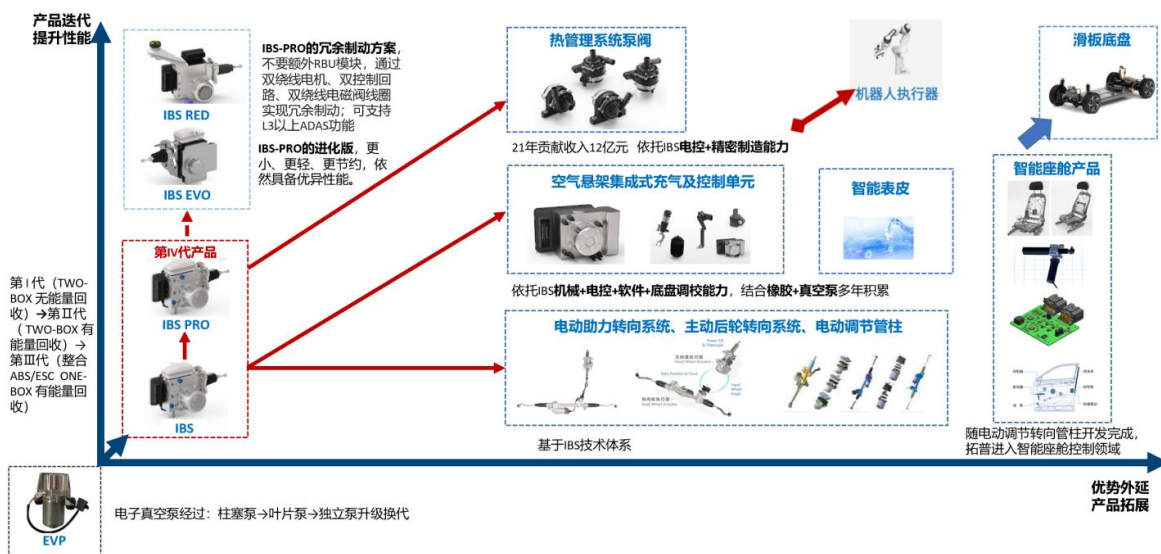 产品迭代
提升性能
IBS RED
IBS EVO
IBS-PRO的冗余制动方案，
不要额外RBU模块，通过
双绕线电机、双控制回
路、双绕线电磁阀线圈
实现冗余制动；可支持
L3以上ADAS功能
IBS-PRO的进化版，更
小、更轻、更节约，依
然具备优异性能。
热管理系统泵阀
21年贡献收入12亿元 依托IBS电控+精密制造能力
机器人执行器
滑板底盘
第Ⅳ代产品
IBS PRO
IBS
第Ⅰ代（TWO-
BOX 无能量回
收）→第Ⅱ代
（TWO-BOX 有
能量回收）→
第Ⅲ代（整合
ABS/ESC ONE-
BOX 有能量回
收）
空气悬架集成式充气及控制单元
智能表皮
依托IBS机械+电控+软件+底盘调校能力，结合橡胶+真空泵多年积累
电动助力转向系统、主动后轮转向系统、电动调节管柱
基于IBS技术体系
智能座舱产品
随电动调节转向管柱开发完成，
拓普进入智能座舱控制领域
优势外延
产品拓展
EVP
电子真空泵经过：柱塞泵→叶片泵→独立泵升级换代